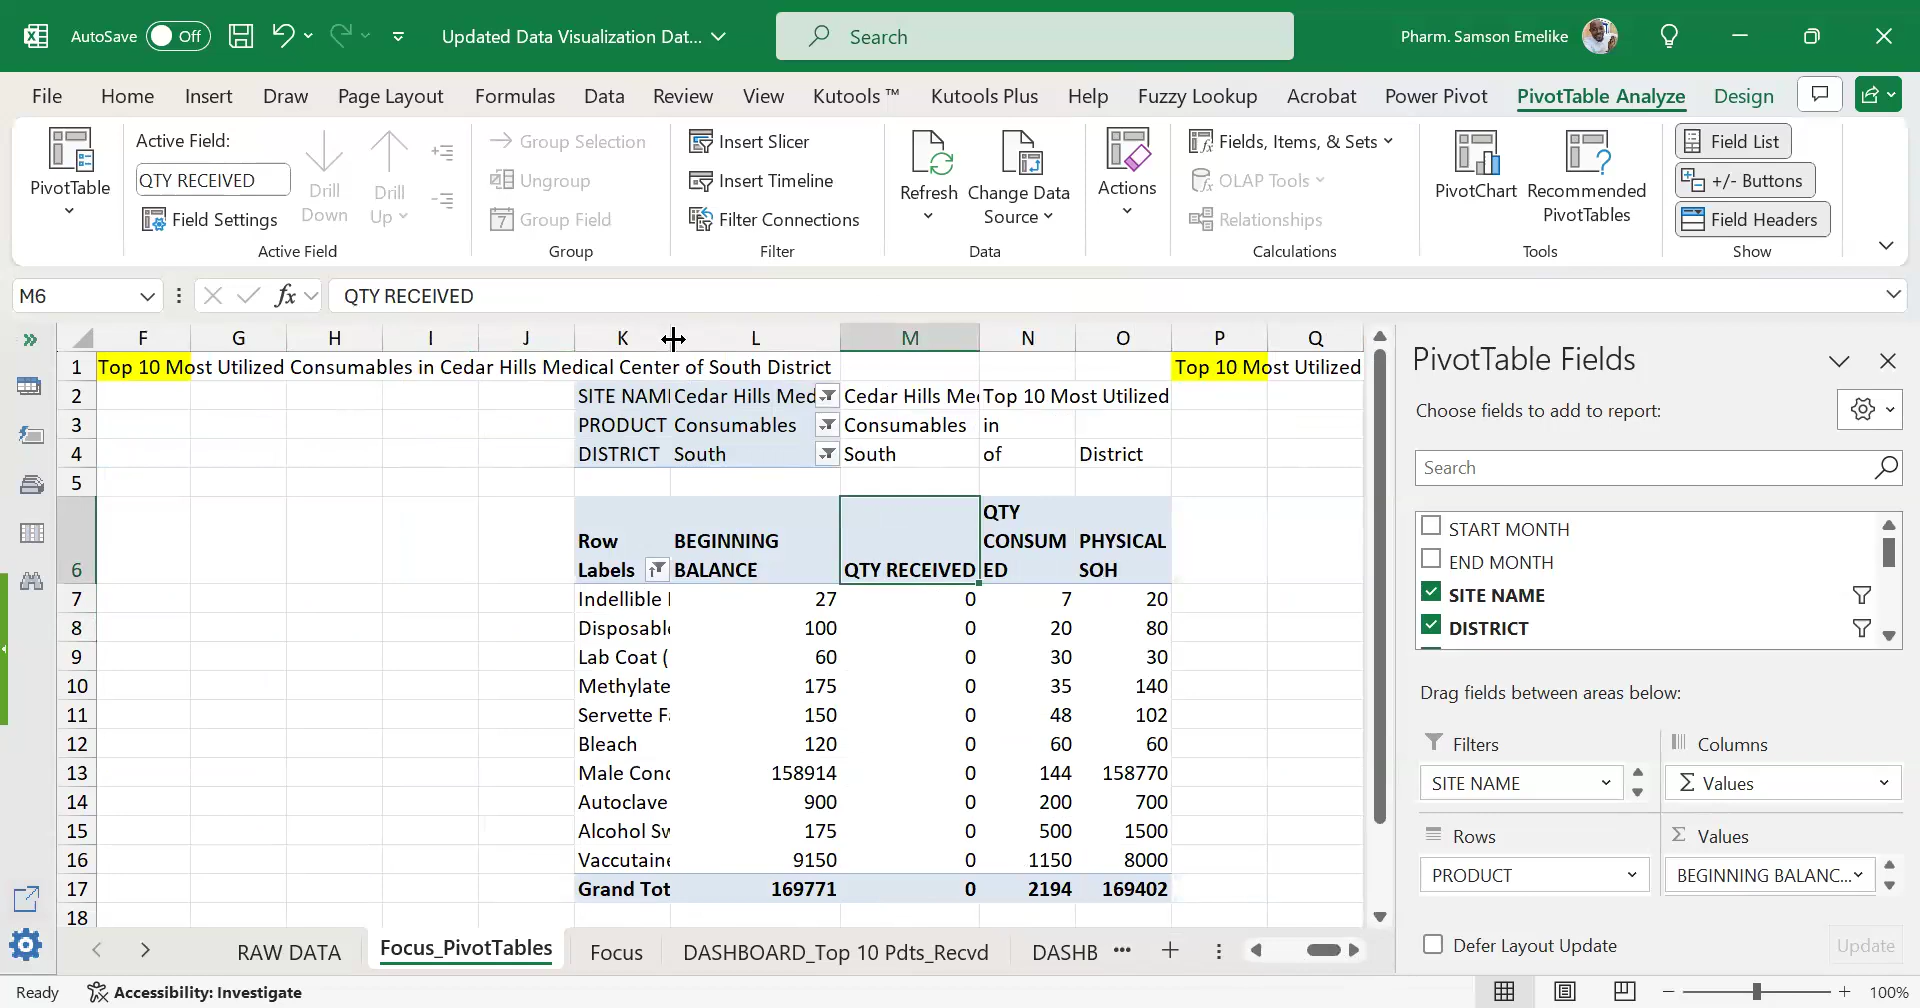 AutoSave Off Updated Data Visualization Dat... Search Pharm. Samson Emelike
File Home Insert Draw Page Layout Formulas Data Review View Kutools ™ Kutools Plus Help Fuzzy Lookup Acrobat Power Pivot PivotTable Analyze Design
PivotTable
Active Field:
QTY RECEIVED
Field Settings
Drill Down
Drill Up
Active Field
Group Selection
Ungroup
Group Field
Group
Insert Slicer
Insert Timeline
Filter Connections
Filter
Refresh
Change Data Source
Data
Actions
Fields, Items, & Sets
OLAP Tools
Relationships
Calculations
PivotChart
Recommended PivotTables
Tools
Field List
+/- Buttons
Field Headers
Show
M6 fx QTY RECEIVED
F G H I J K L M N O P Q
1 Top 10 Most Utilized Consumables in Cedar Hills Medical Center of South District Top 10 Most Utilized
2 SITE NAM Cedar Hills Med Cedar Hills Me Top 10 Most Utilized
3 PRODUCT Consumables Consumables in
4 DISTRICT South South of District
5
6 Row Labels BEGINNING BALANCE QTY RECEIVED QTY CONSUMED PHYSICAL SOH
7 Indellible 27 0 7 20
8 Disposabl 100 0 20 80
9 Lab Coat ( 60 0 30 30
10 Methylate 175 0 35 140
11 Servette F 150 0 48 102
12 Bleach 120 0 60 60
13 Male Con 158914 0 144 158770
14 Autoclave 900 0 200 700
15 Alcohol Sw 175 0 500 1500
16 Vaccutaine 9150 0 1150 8000
17 Grand Tot 169771 0 2194 169402
18
PivotTable Fields
Choose fields to add to report:
Search
START MONTH
END MONTH
SITE NAME
DISTRICT
Drag fields between areas below:
Filters
SITE NAME
Columns
Σ Values
Rows
PRODUCT
Σ Values
BEGINNING BALANC...
Defer Layout Update Update
RAW DATA Focus_PivotTables Focus DASHBOARD_Top 10 Pdts_Recvd DASHB ...
Ready Accessibility: Investigate 100%